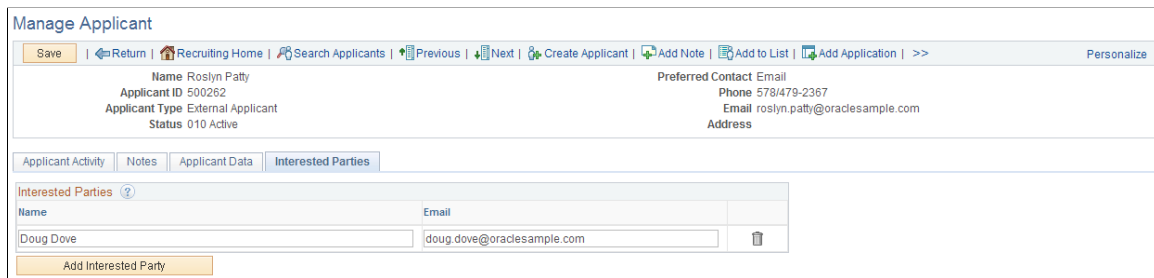 Manage Applicant
Save | Return | Recruiting Home | Search Applicants | Previous | Next | Create Applicant | Add Note | Add to List | Add Application | >> Personalize
Name Roslyn Patty Preferred Contact Email
Applicant ID 500262 Phone 578/479-2367
Applicant Type External Applicant Email roslyn.patty@oraclesample.com
Status 010 Active Address
Applicant Activity Notes Applicant Data Interested Parties
Interested Parties ?
Name Email
Doug Dove doug.dove@oraclesample.com
Add Interested Party